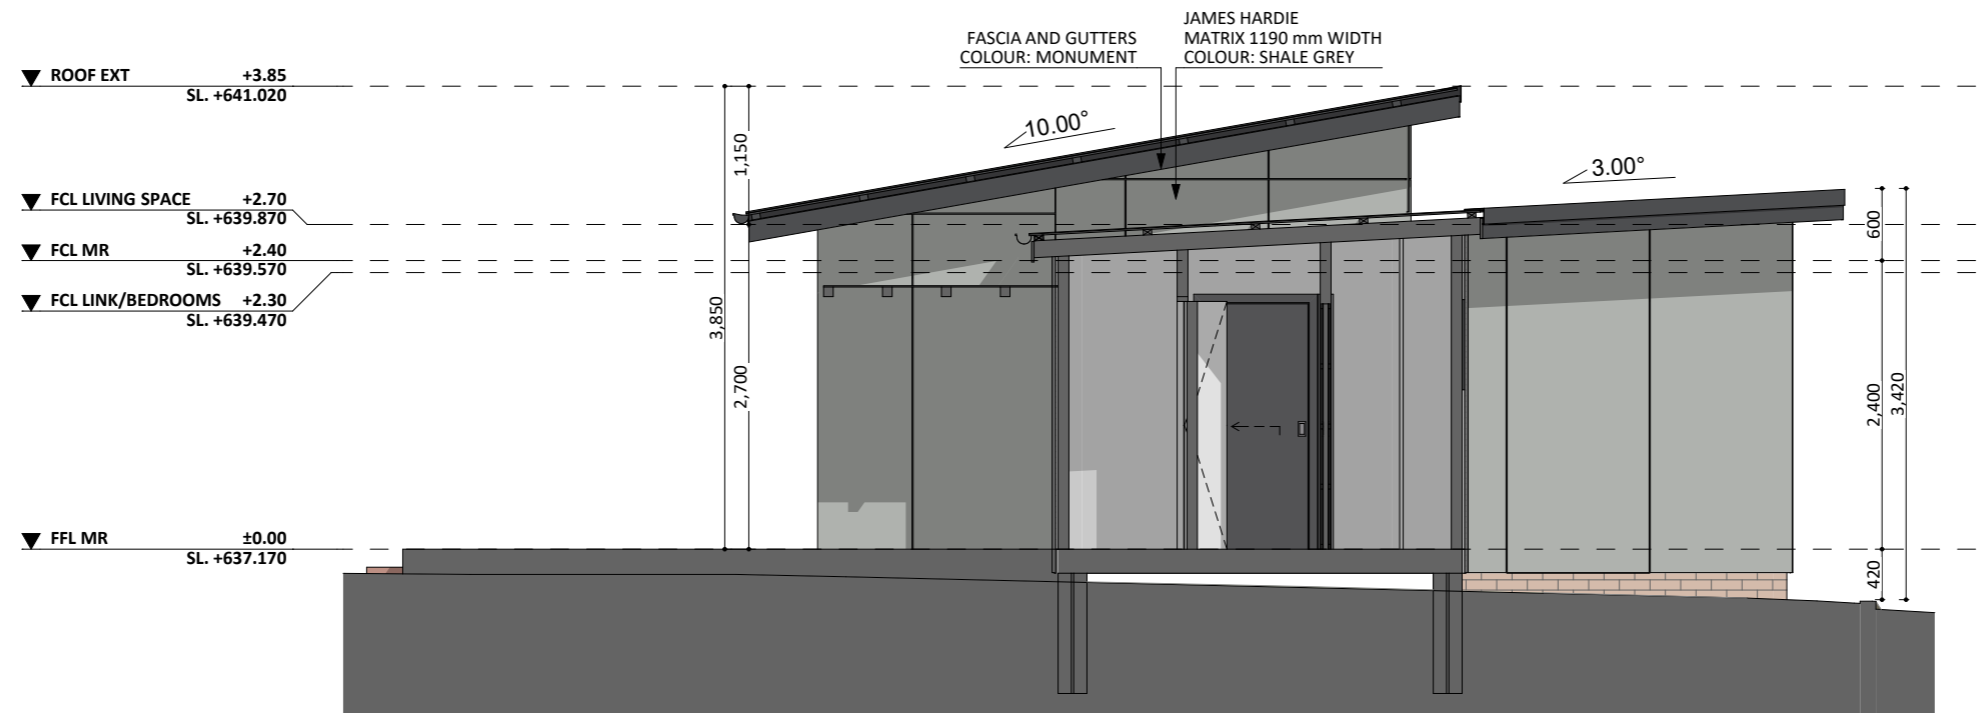 FASCIA AND GUTTERS
COLOUR: MONUMENT
JAMES HARDIE
MATRIX 1190 mm WIDTH
COLOUR: SHALE GREY
ROOF EXT +3.85
SL. +641.020
FCL LIVING SPACE +2.70
SL. +639.870
FCL MR +2.40
SL. +639.570
FCL LINK/BEDROOMS +2.30
SL. +639.470
FFL MR ±0.00
SL. +637.170
3,850
1,150
2,700
10.00°
3.00°
600
2,400
420
3,420